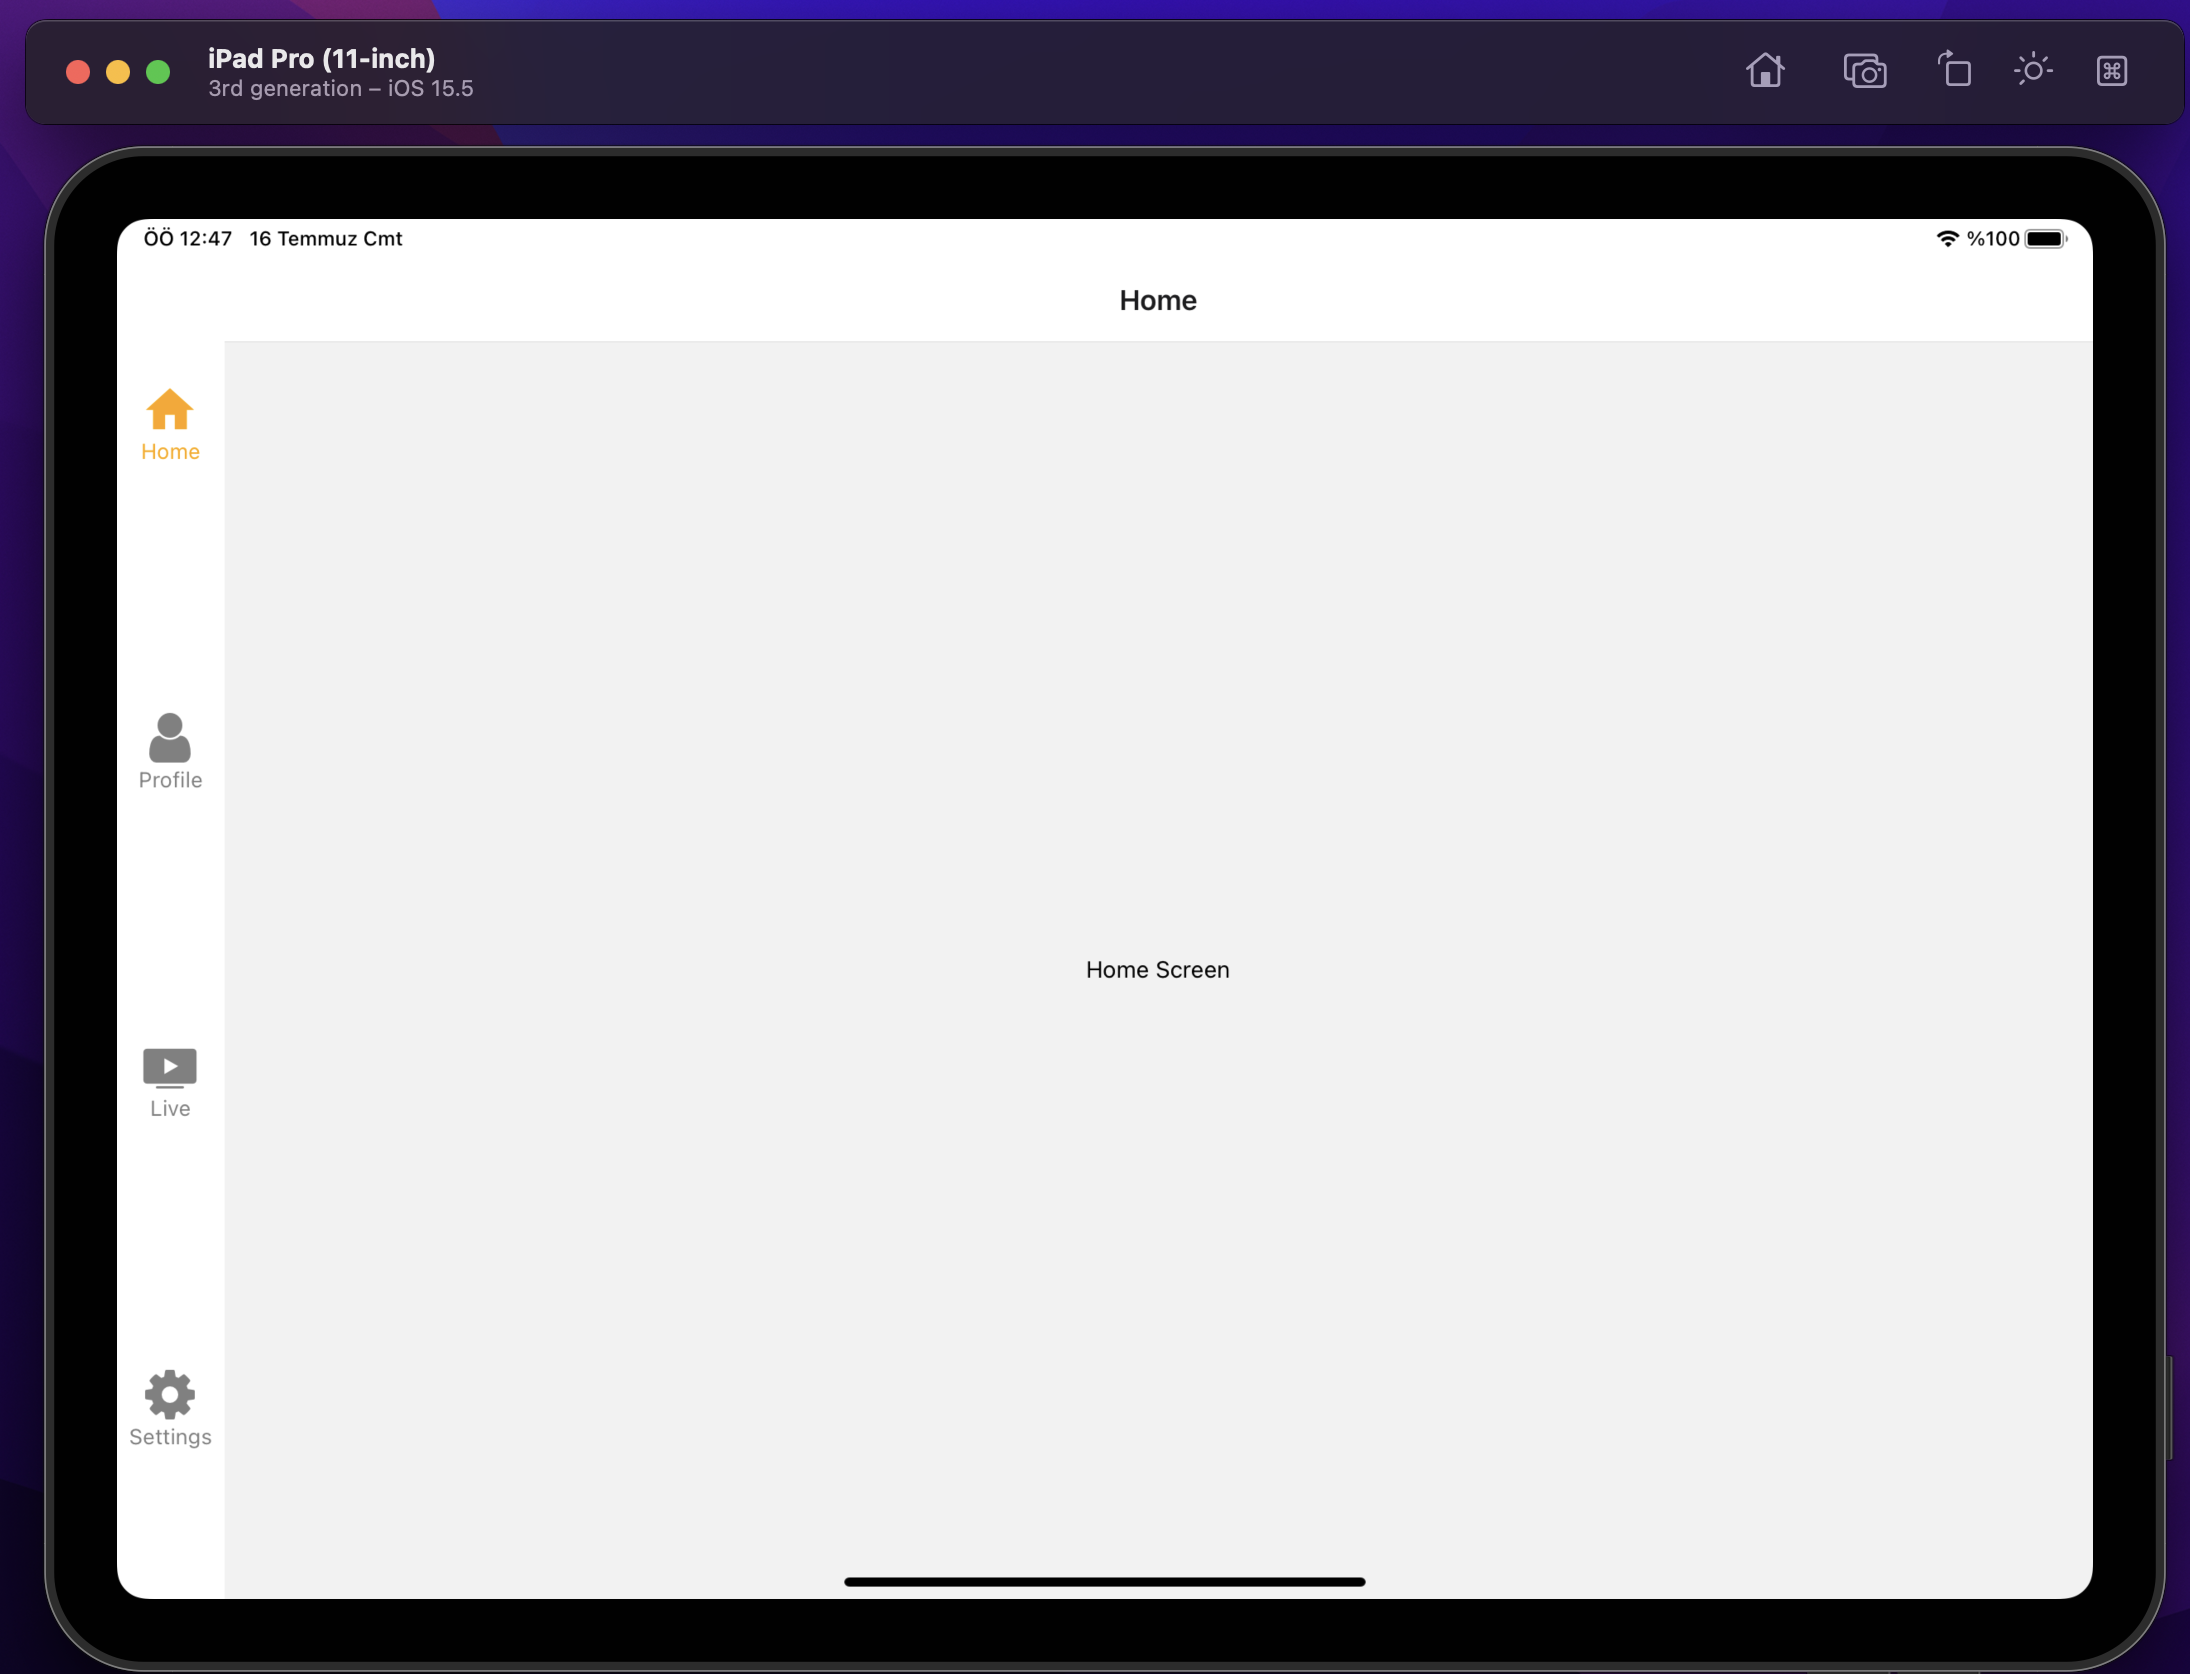 iPad Pro (11-inch)
3rd generation – iOS 15.5
ÖÖ 12:47 16 Temmuz Cmt
%100
Home
Home
Profile
Home Screen
Live
Settings